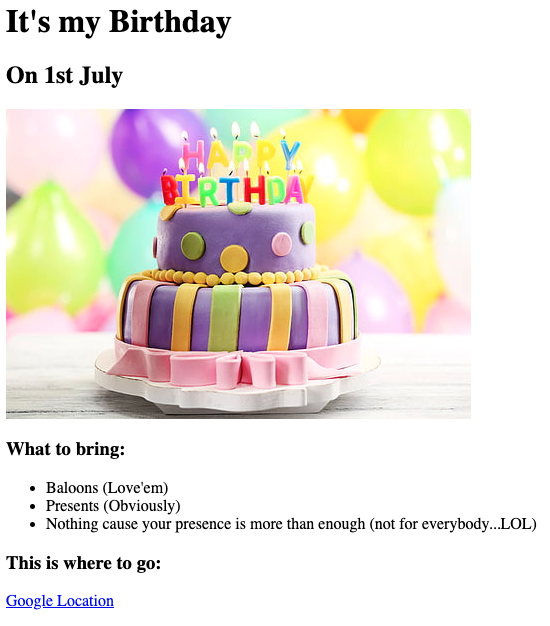 It's my Birthday
On 1st July
HAPPY
BIRTHDAY
What to bring:
Baloons (Love'em)
Presents (Obviously)
Nothing cause your presence is more than enough (not for everybody...LOL)
This is where to go:
Google Location